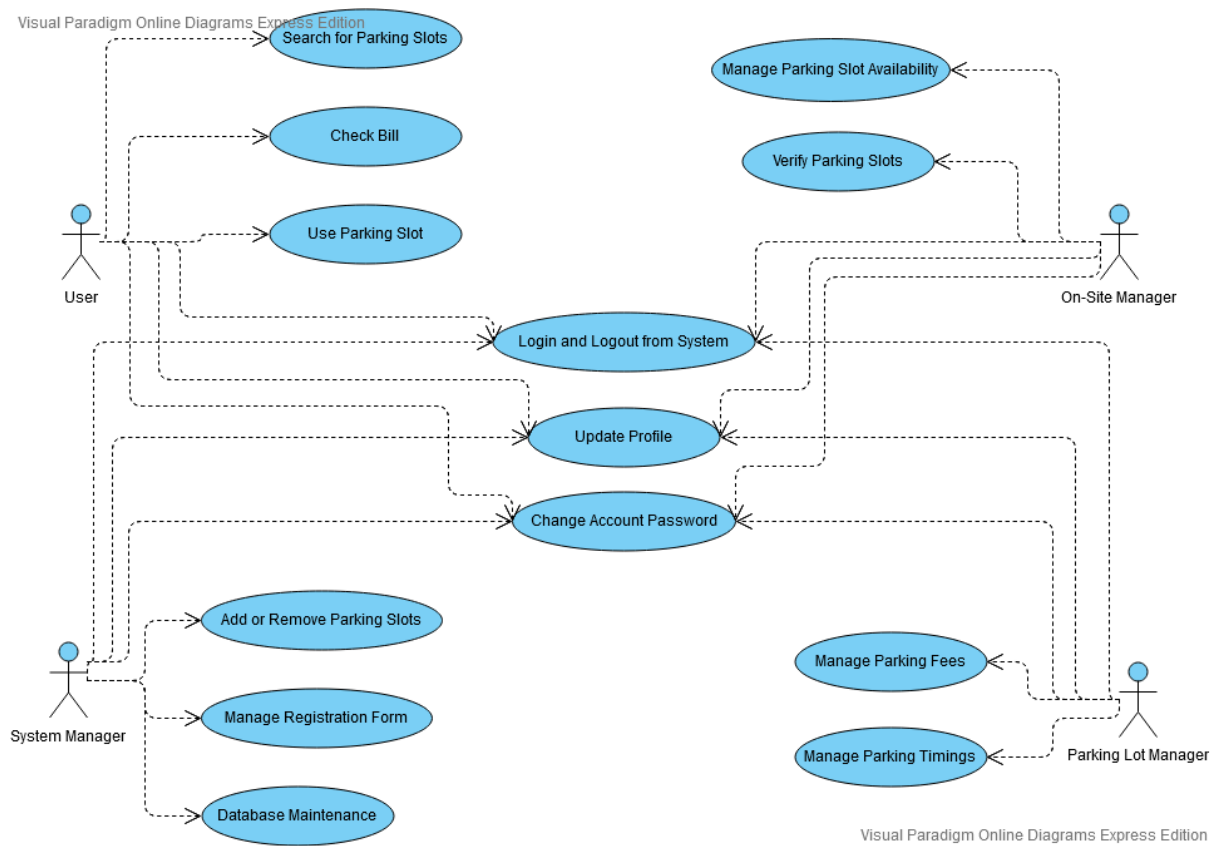 Visual Paradigm Online Diagrams Express Edition
Search for Parking Slots
Manage Parking Slot Availability
Check Bill
Verify Parking Slots
Use Parking Slot
User
On-Site Manager
Login and Logout from System
Update Profile
Change Account Password
Add or Remove Parking Slots
Manage Parking Fees
Manage Registration Form
System Manager
Manage Parking Timings
Parking Lot Manager
Database Maintenance
Visual Paradigm Online Diagrams Express Edition